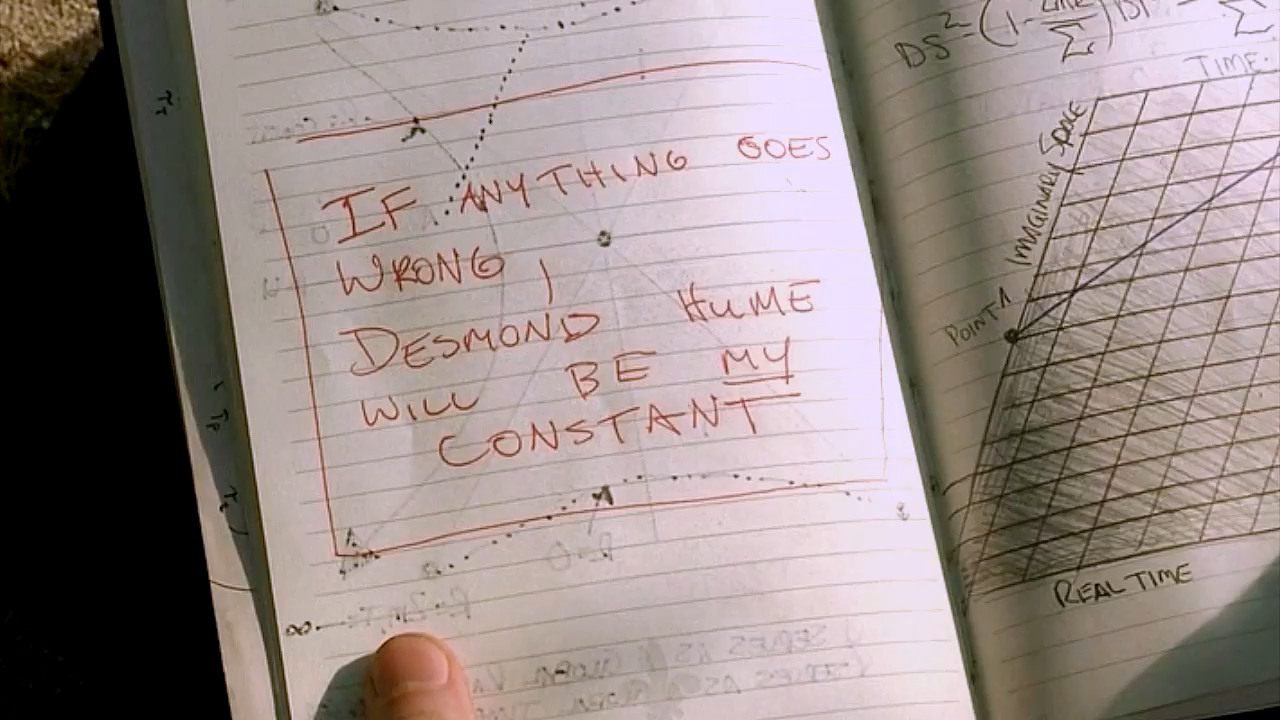 IF ANYTHING GOES
WRONG,
DESMOND HUME
WILL BE MY
CONSTANT
∞
TIME
IMAGINARY SPACE
POINT A
REAL TIME